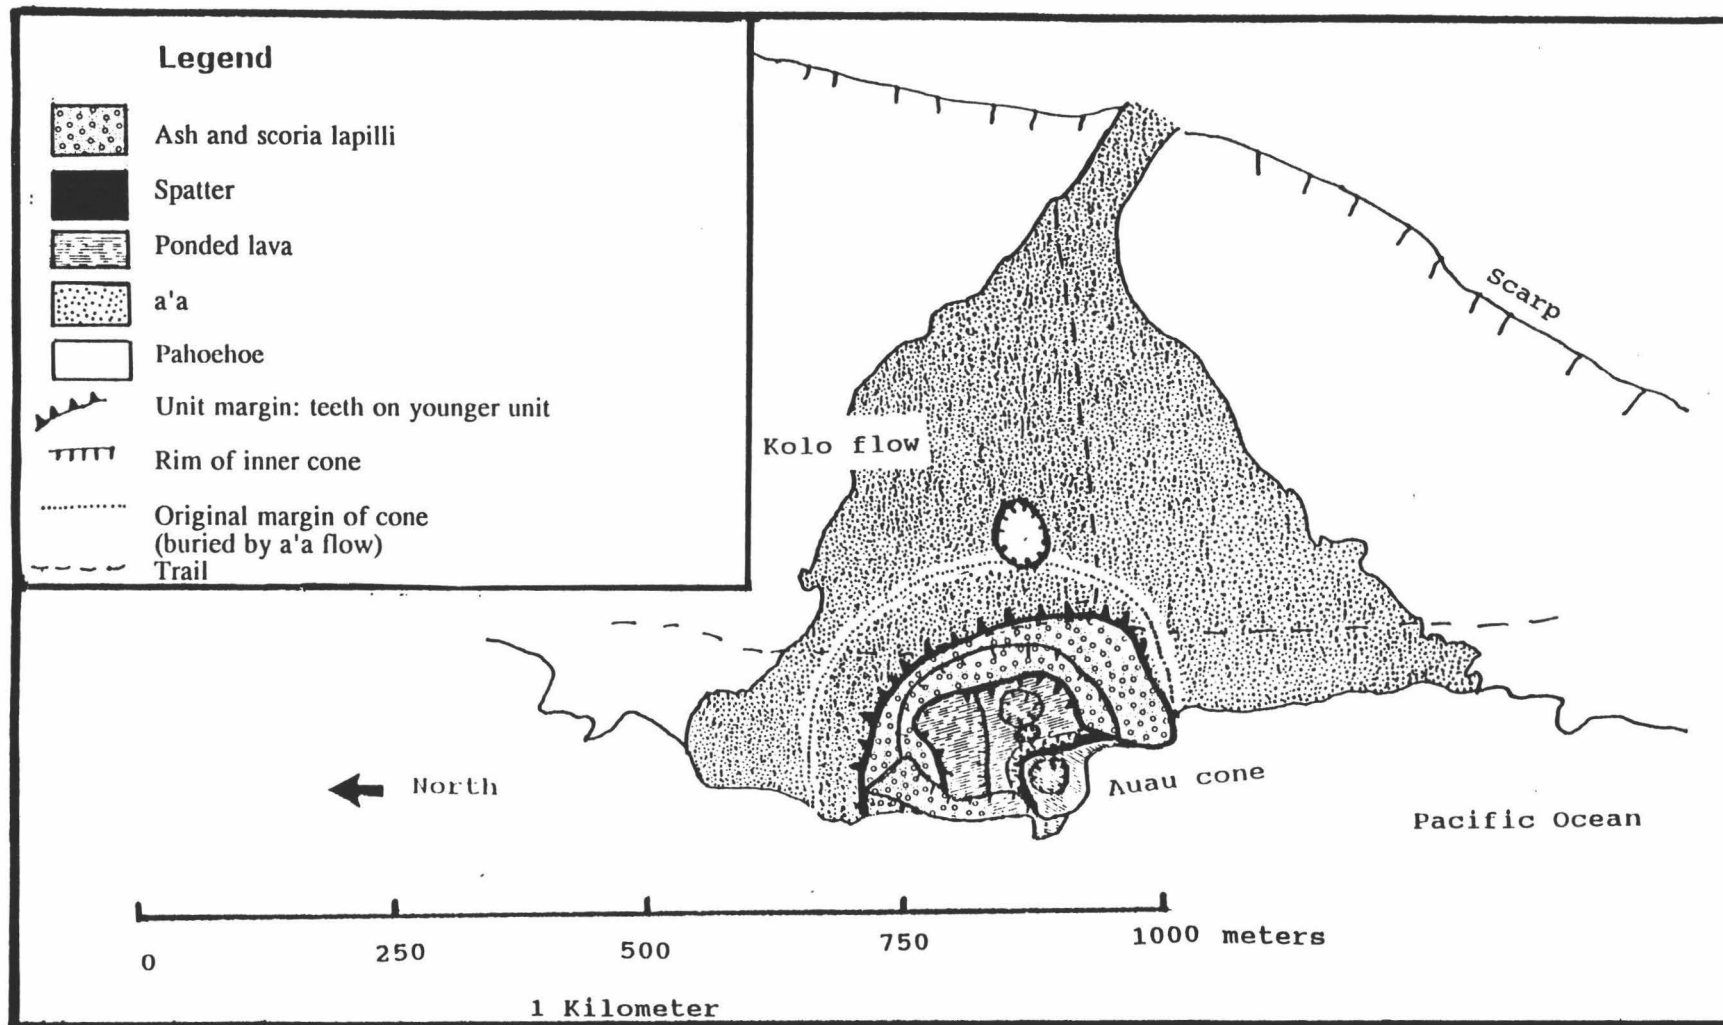 Legend
Ash and scoria lapilli
Spatter
Ponded lava
a'a
Pahoehoe
Unit margin: teeth on younger unit
Rim of inner cone
Original margin of cone
(buried by a'a flow)
Trail
Scarp
Kolo flow
North
Auau cone
Pacific Ocean
0
250
500
750
1000 meters
1 Kilometer